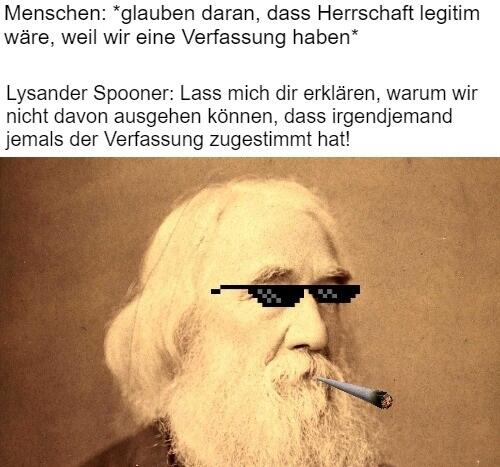 Menschen: *glauben daran, dass Herrschaft legitim
wäre, weil wir eine Verfassung haben*
Lysander Spooner: Lass mich dir erklären, warum wir
nicht davon ausgehen können, dass irgendjemand
jemals der Verfassung zugestimmt hat!